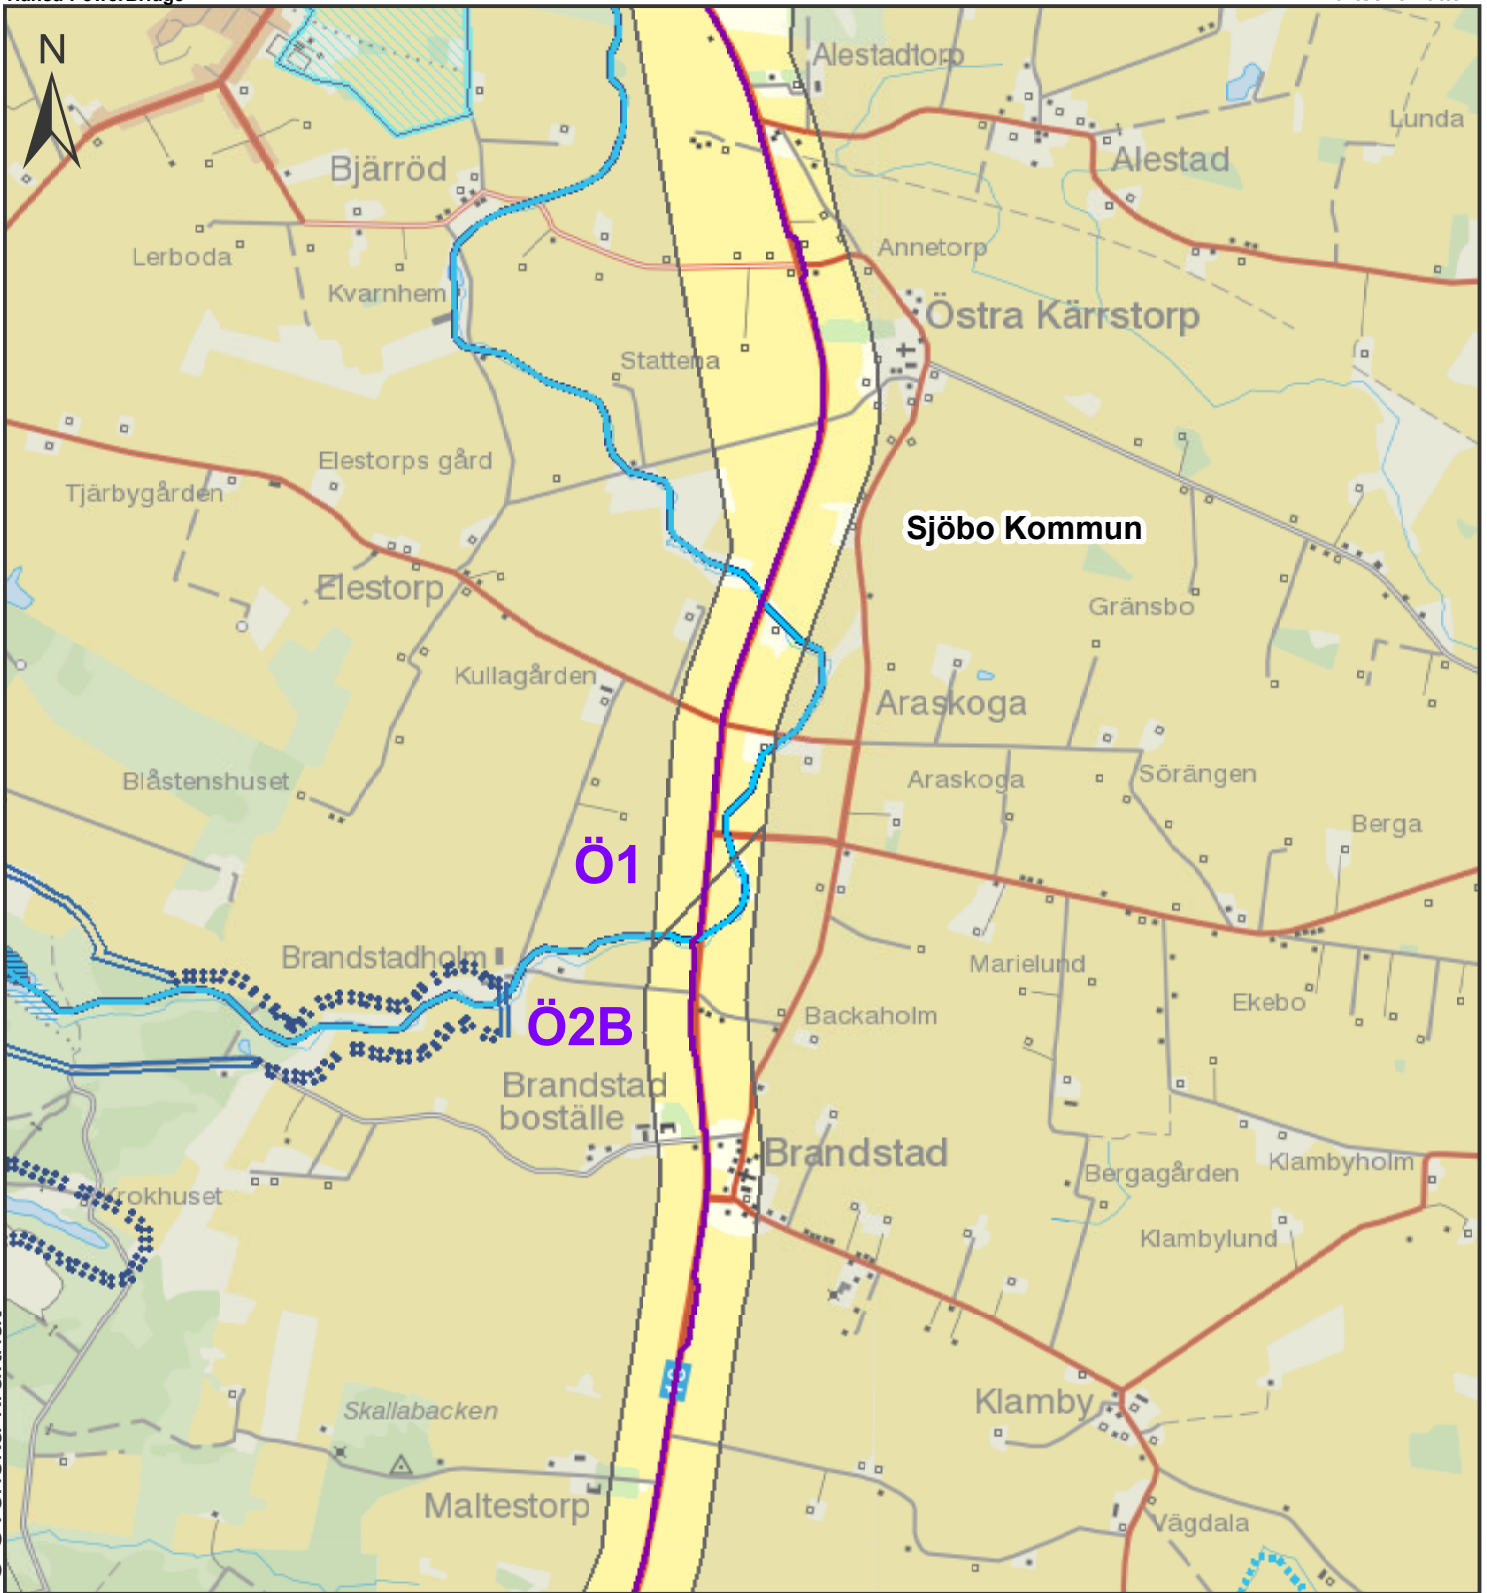 N
Alestadtorp
Lunda
Alestad
Bjärröd
Annetorp
Lerboda
Kvarnhem
Östra Kärrstorp
Stattena
Elestorps gård
Tjärbygården
Sjöbo Kommun
Elestorp
Gränsbo
Kullagården
Araskoga
Blåstenshuset
Araskoga
Sörängen
Berga
Ö1
Brandstadholm
Marielund
Ekebo
Backaholm
Ö2B
Brandstad
boställe
Brandstad
Klambyholm
Bergagården
Krokhuset
Klambylund
Klamby
Skallabacken
Maltestorp
Vägdala